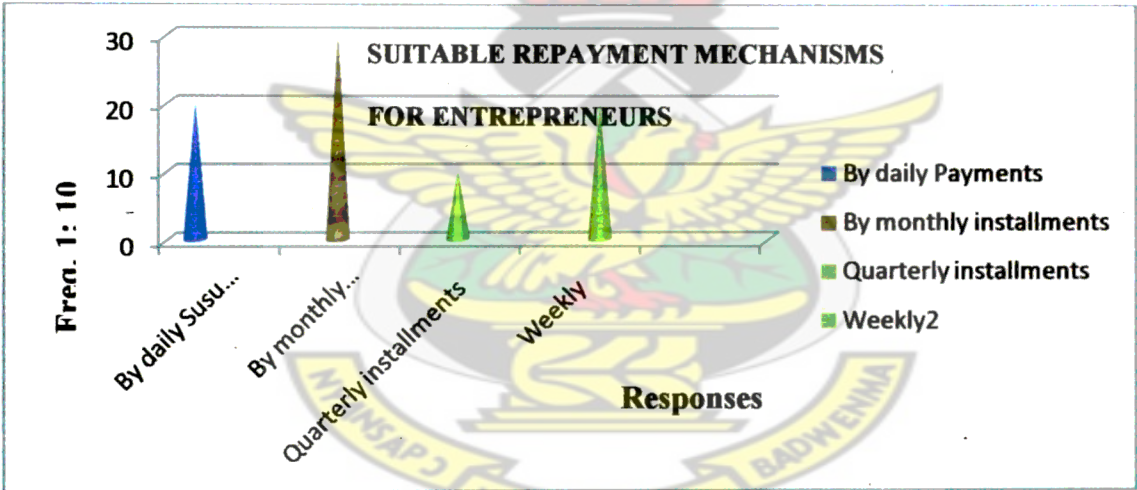 SUITABLE REPAYMENT MECHANISMS
FOR ENTREPRENEURS
30
20
10
0
Freq. 1: 10
By daily Susu...
By monthly...
Quarterly installments
Weekly
Responses
By daily Payments
By monthly installments
Quarterly installments
Weekly2
BADWENMA